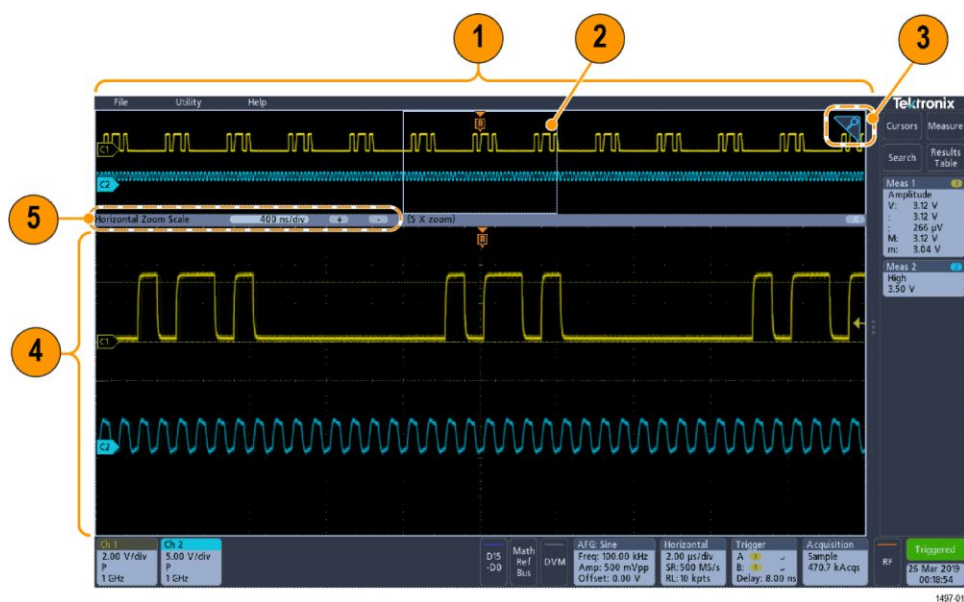 1
2
3
File Utility Help
Tektronix
B
C1
C2
Cursors Measure
Search Results Table
5
Horizontal Zoom Scale 400 ns/div + - (5 X zoom) X
Meas 1 1
Amplitude
V: 3.12 V
: 3.12 V
: 266 µV
M: 3.12 V
m: 3.04 V
Meas 2 2
High
3.50 V
B
4
C1
C2
Ch 1
2.00 V/div
P
1 GHz
Ch 2
5.00 V/div
P
1 GHz
D15
-D0
Math
Ref
Bus
DVM
AFG: Sine
Freq: 100.00 kHz
Amp: 500 mVpp
Offset: 0.00 V
Horizontal
2.00 µs/div
SR: 500 MS/s
RL: 10 kpts
Trigger
A: 1
B: 1
Delay: 8.00 ns
Acquisition
Sample
470.7 kAcqs
RF
Triggered
26 Mar 2019
00:18:54
1497-01